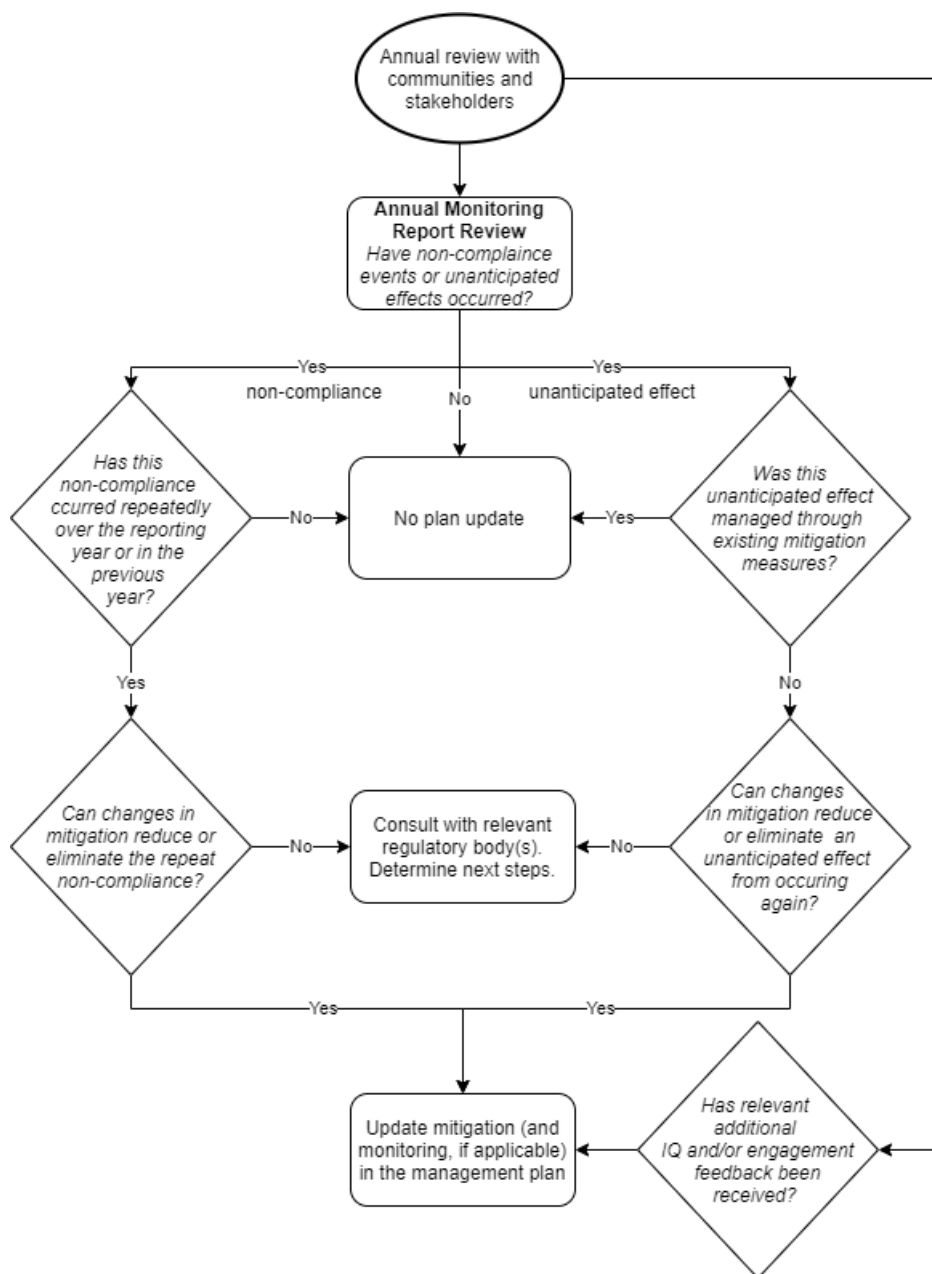 Annual review with
communities and
stakeholders
Annual Monitoring
Report Review
Have non-complaince
events or unanticipated
effects occurred?
Yes
non-compliance
No
Yes
unanticipated effect
Has this
non-compliance
ccurred repeatedly
over the reporting
year or in the
previous
year?
No
No plan update
Yes
Was this
unanticipated effect
managed through
existing mitigation
measures?
Yes
No
Can changes in
mitigation reduce or
eliminate the repeat
non-compliance?
No
Consult with relevant
regulatory body(s).
Determine next steps.
No
Can changes
in mitigation reduce
or eliminate an
unanticipated effect
from occuring
again?
Yes
Yes
Update mitigation (and
monitoring, if applicable)
in the management plan
Has relevant
additional
IQ and/or engagement
feedback been
received?